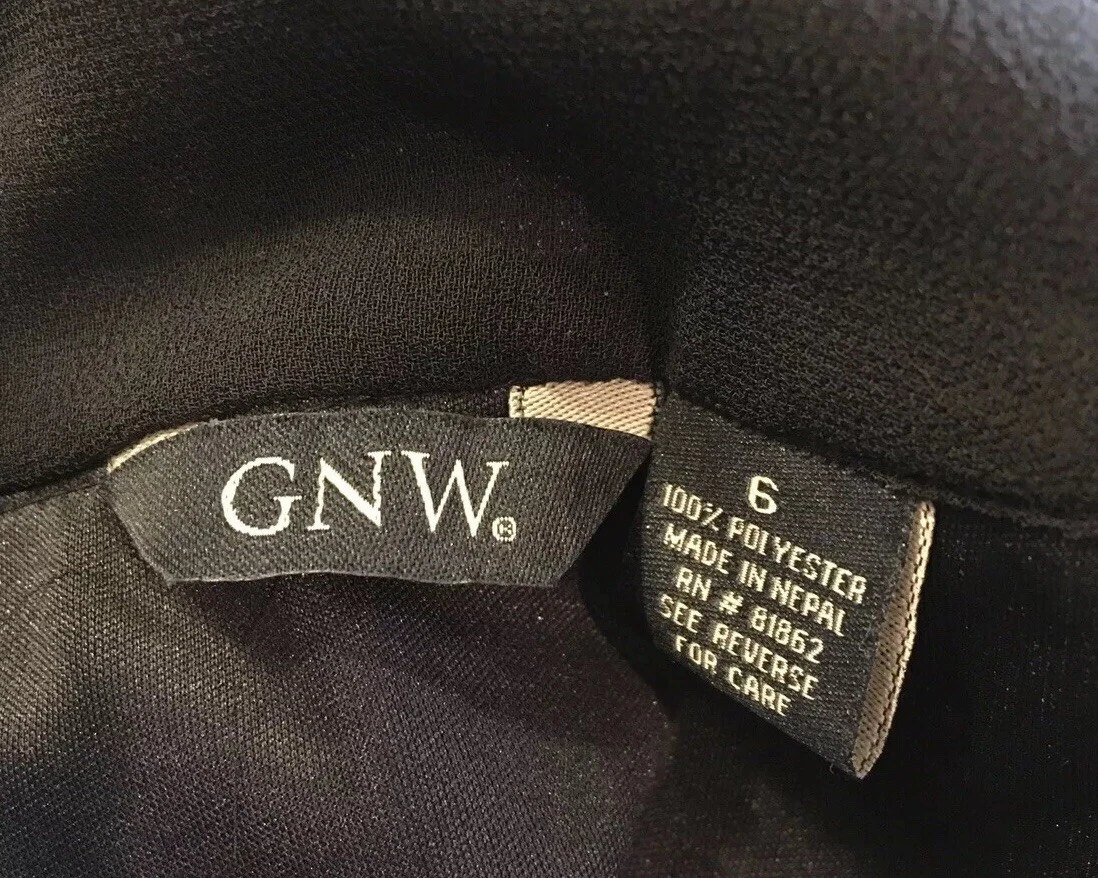 GNW®
6
100% POLYESTER
MADE IN NEPAL
RN # 81862
SEE REVERSE
FOR CARE